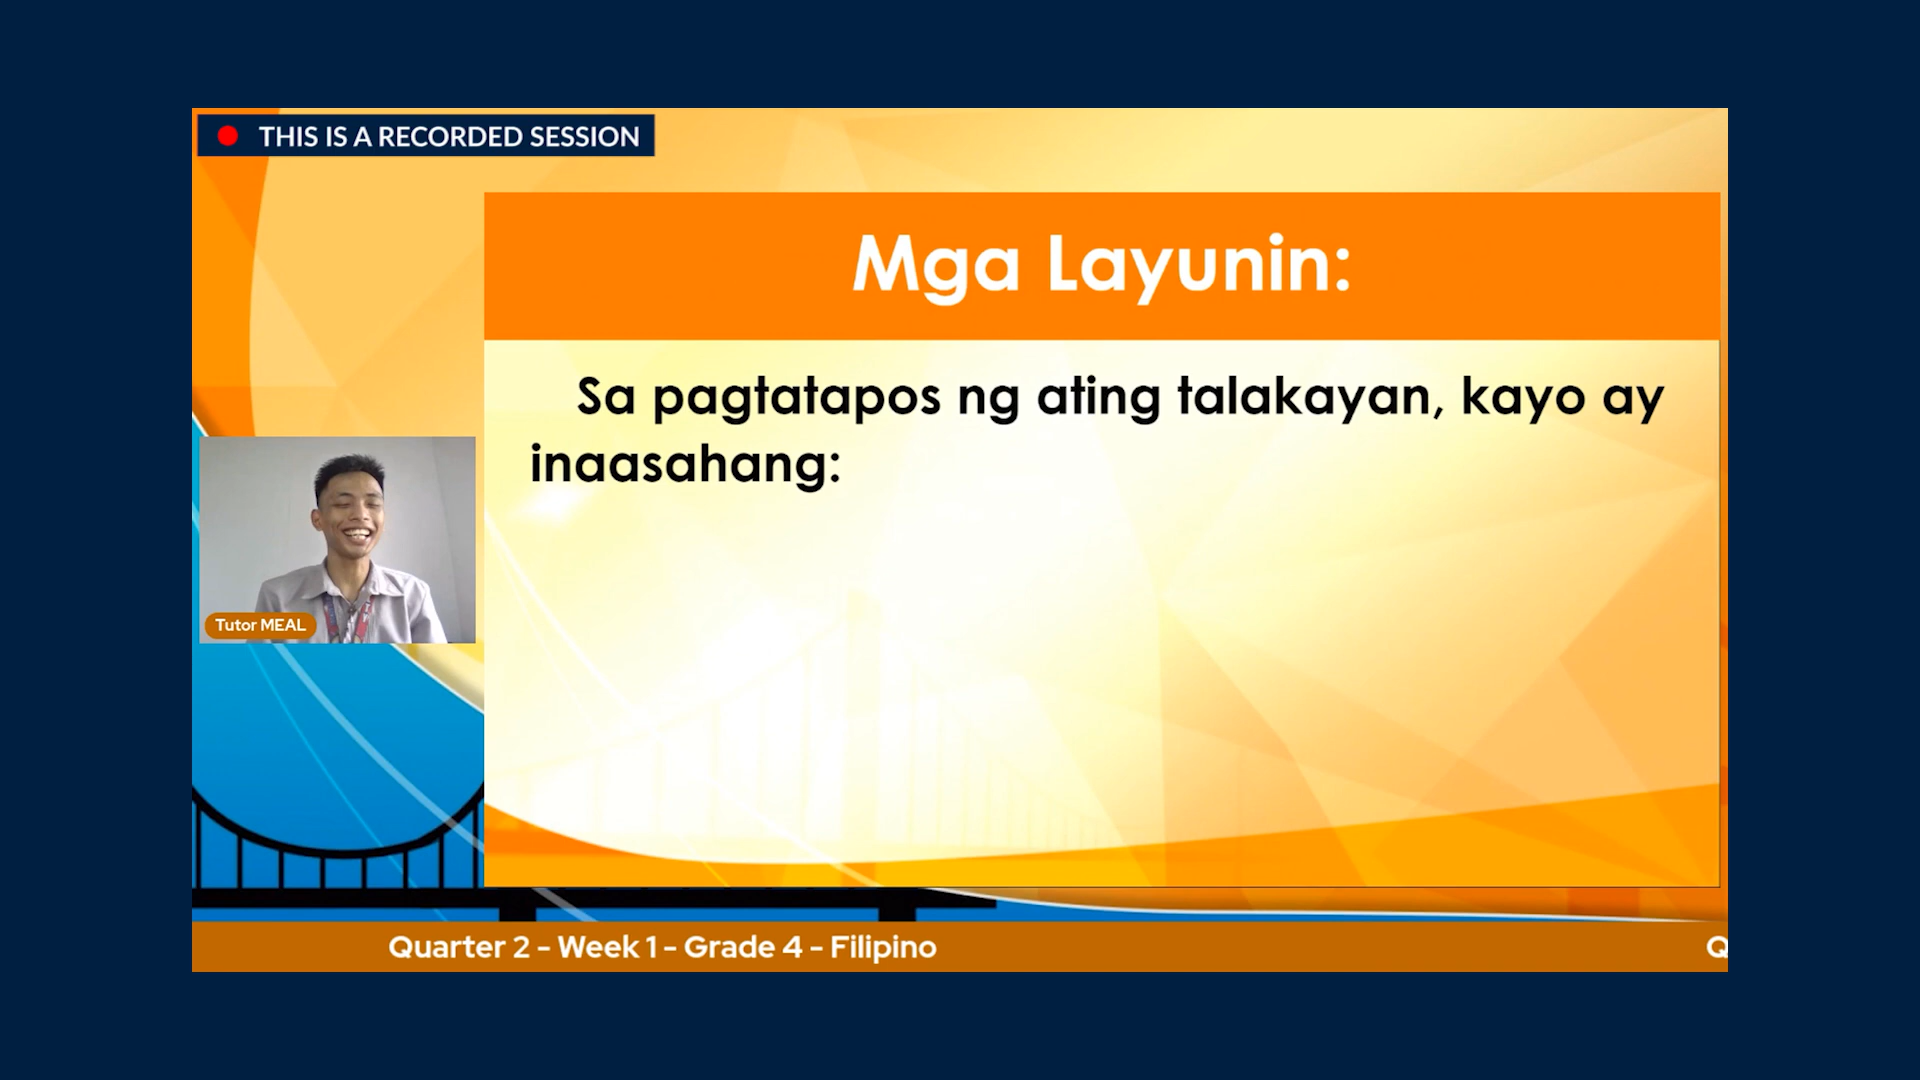 THIS IS A RECORDED SESSION
Mga Layunin:
Sa pagtatapos ng ating talakayan, kayo ay
inaasahang:
Tutor MEAL
Quarter 2 - Week 1 - Grade 4 - Filipino
Q